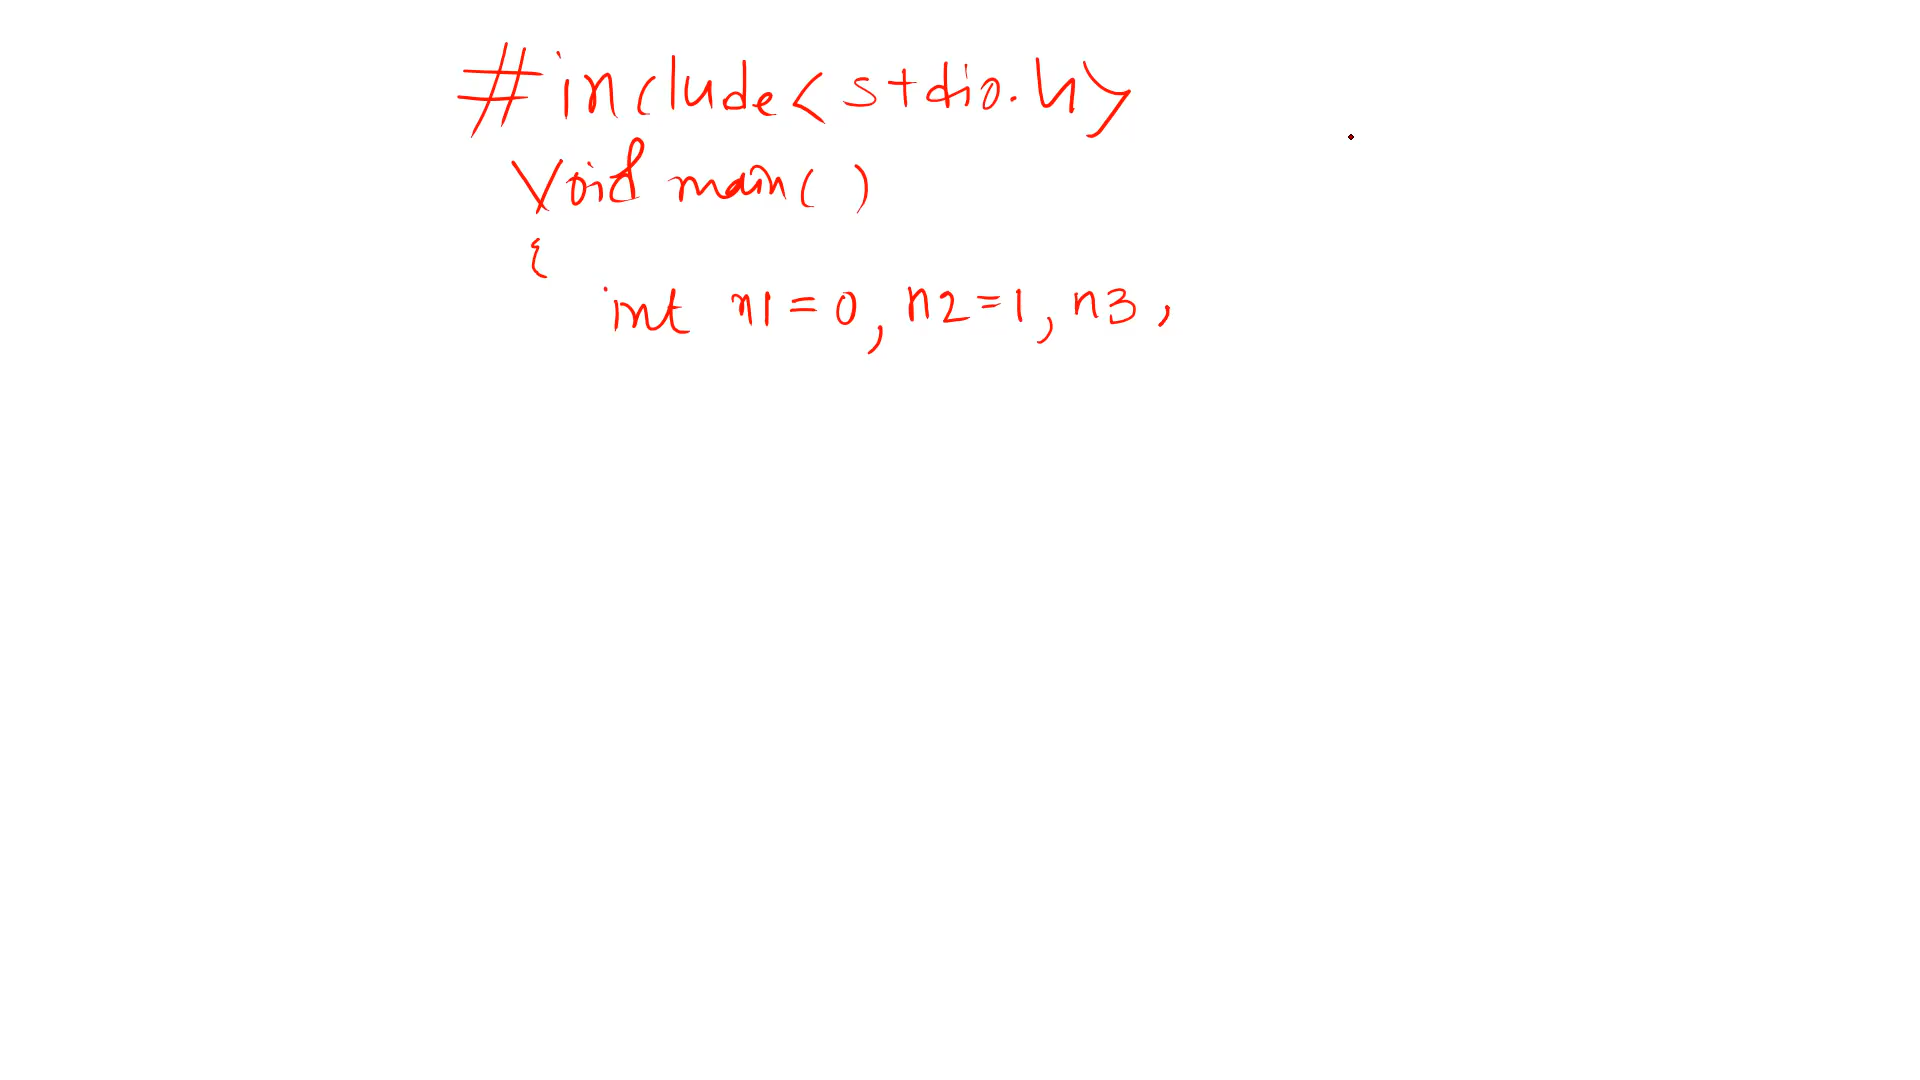 #include<stdio.h>
void main()
{
int n1=0, n2=1, n3,